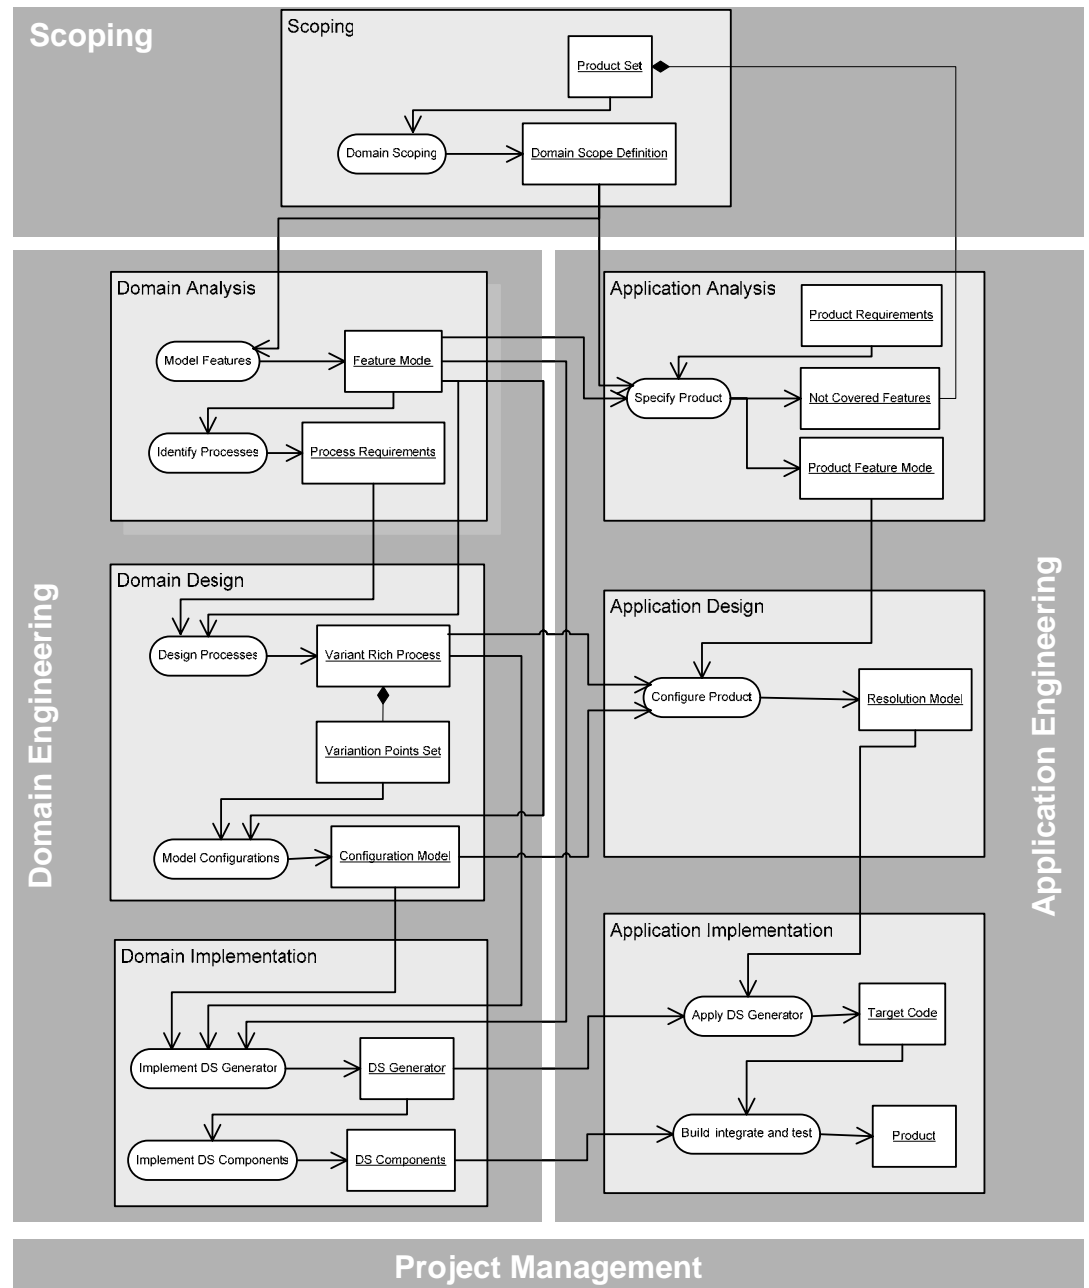 Scoping
Scoping
Product Set
Domain Scoping
Domain Scope Definition
Domain Engineering
Domain Analysis
Model Features
Feature Mode
Identify Processes
Process Requirements
Domain Design
Design Processes
Variant Rich Process
Variantion Points Set
Model Configurations
Configuration Model
Domain Implementation
Implement DS Generator
DS Generator
Implement DS Components
DS Components
Application Engineering
Application Analysis
Product Requirements
Specify Product
Not Covered Features
Product Feature Mode
Application Design
Configure Product
Resolution Model
Application Implementation
Apply DS Generator
Target Code
Build integrate and test
Product
Project Management